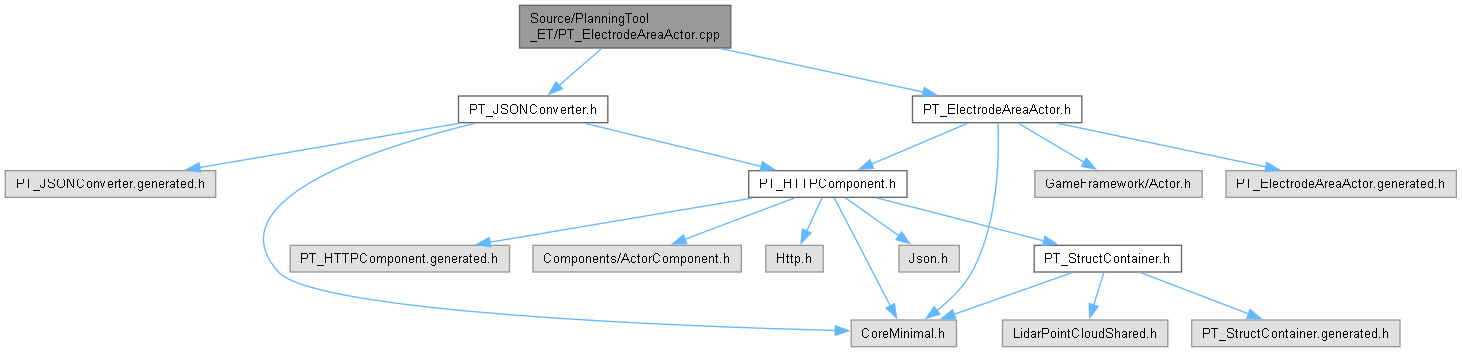 Source/PlanningTool
_ET/PT_ElectrodeAreaActor.cpp
PT_JSONConverter.h
PT_ElectrodeAreaActor.h
PT_JSONConverter.generated.h
PT_HTTPComponent.h
GameFramework/Actor.h
PT_ElectrodeAreaActor.generated.h
PT_HTTPComponent.generated.h
Components/ActorComponent.h
Http.h
Json.h
PT_StructContainer.h
CoreMinimal.h
LidarPointCloudShared.h
PT_StructContainer.generated.h